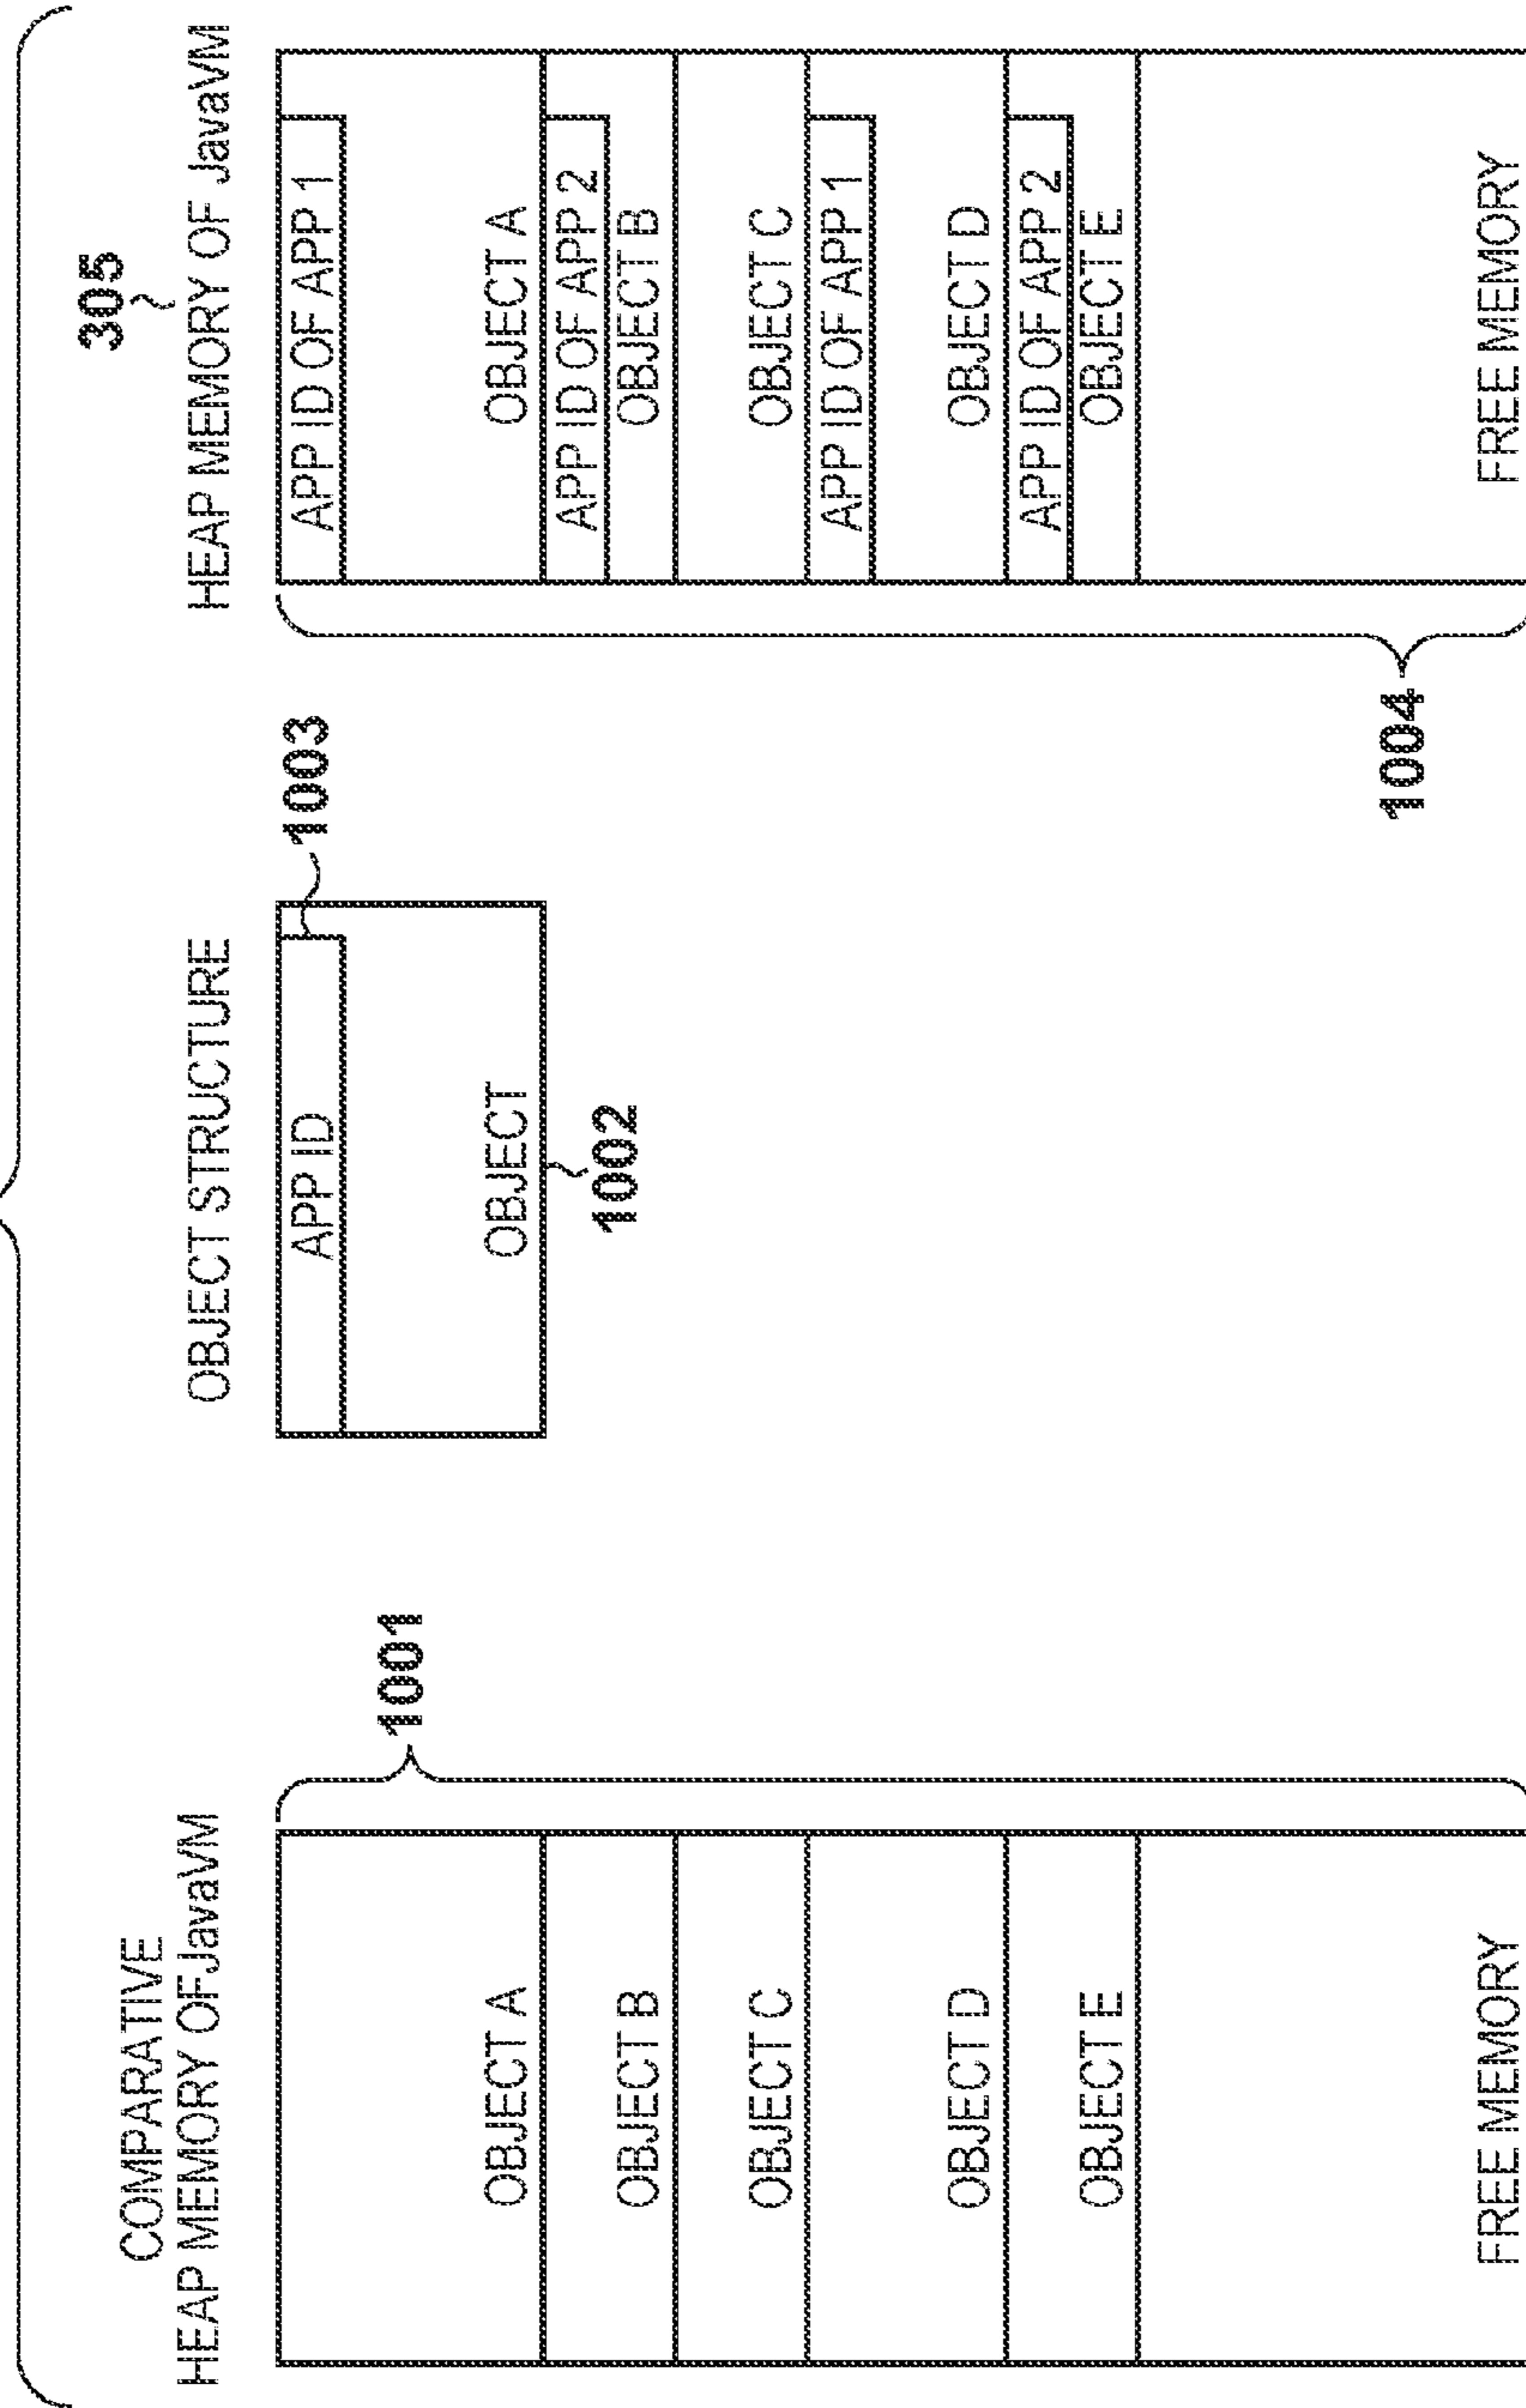 COMPARATIVE
HEAP MEMORY OFJavaVM
OBJECT A
OBJECT B
OBJECT C
OBJECT D
OBJECT E
FREE MEMORY
1001
OBJECT STRUCTURE
APP ID
OBJECT
1002
1003
305
HEAP MEMORY OF JavaVM
APP ID OF APP 1
OBJECT A
APP ID OF APP 2
OBJECT B
OBJECT C
APP ID OF APP 1
OBJECT D
APP ID OF APP 2
OBJECT E
FREE MEMORY
1004